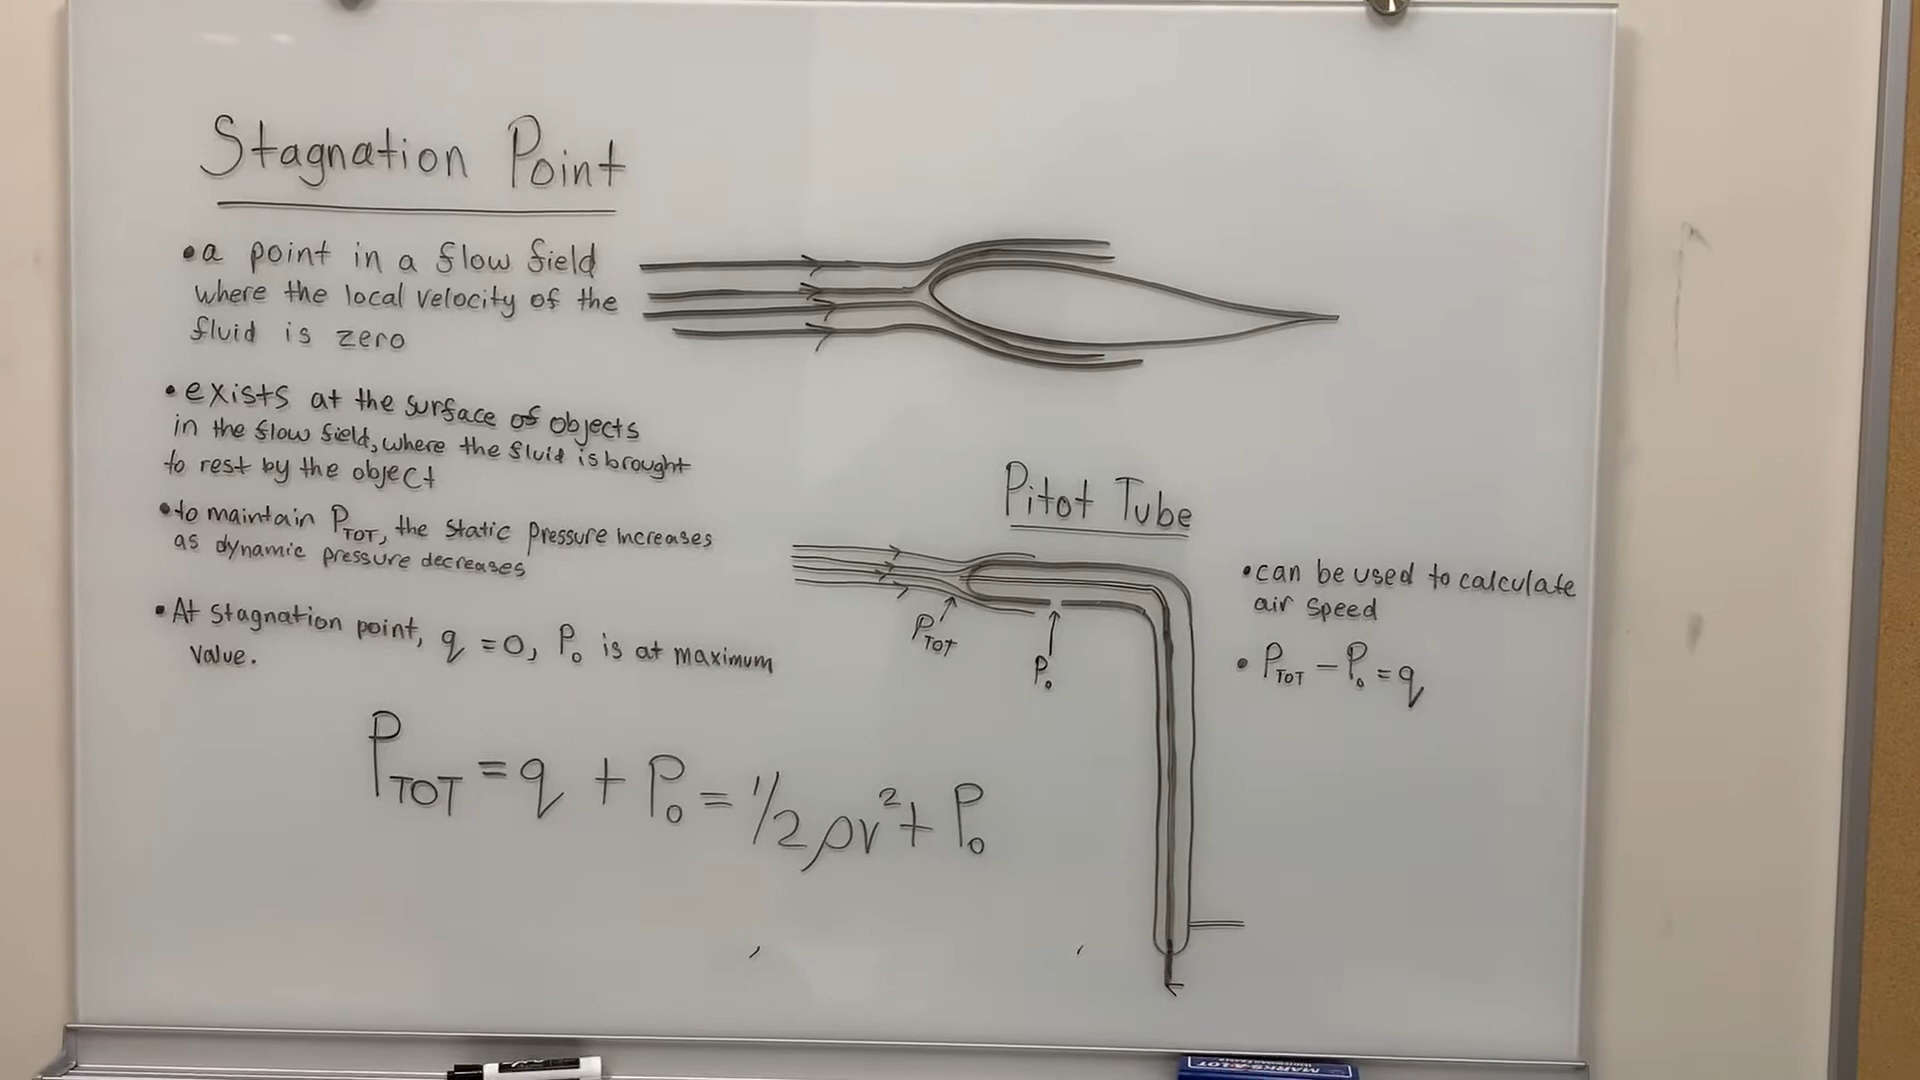 Stagnation Point
• a point in a flow field
where the local velocity of the
fluid is zero
• exists at the surface of objects
in the flow field, where the fluid is brought
to rest by the object
• to maintain P_TOT, the static pressure increases
as dynamic pressure decreases
• At stagnation point, q = 0, P₀ is at maximum
value.
P_TOT = q + P₀ = 1/2 ρv² + P₀
Pitot Tube
P_TOT
P₀
• can be used to calculate
air speed
• P_TOT – P₀ = q
MARKS-A-LOT